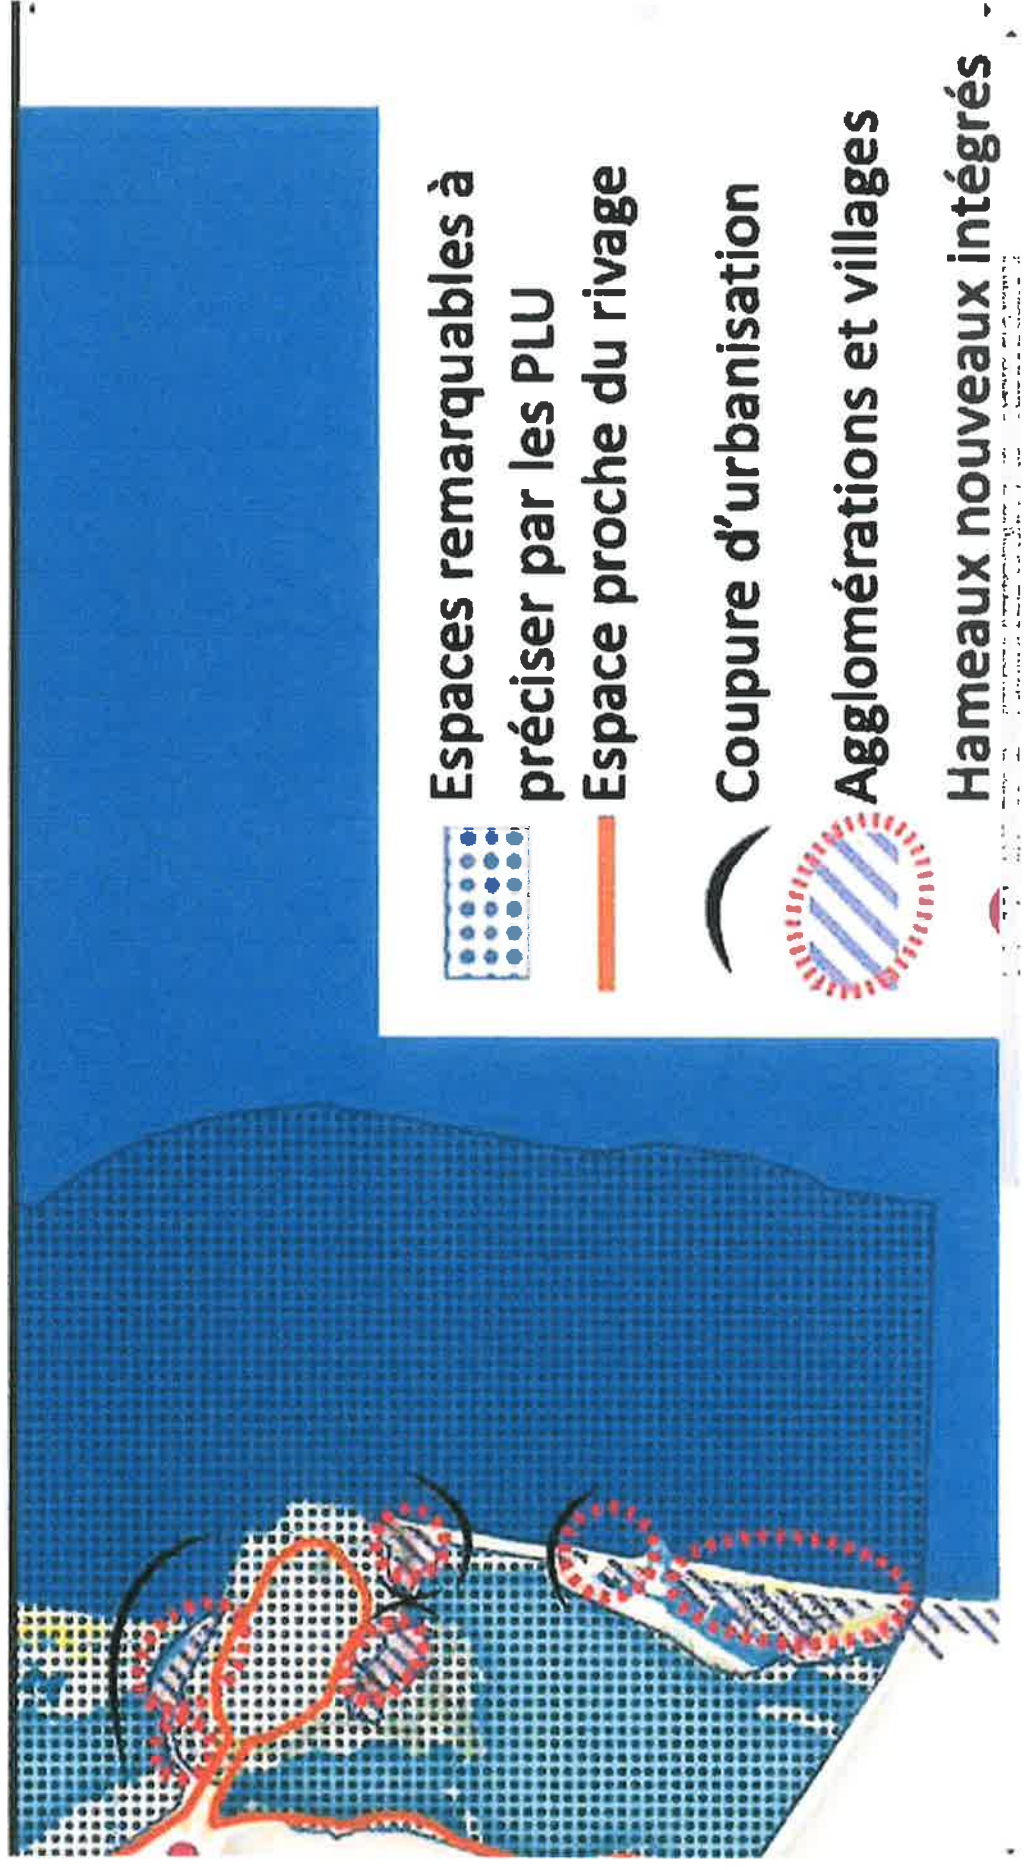 Espaces remarquables à
préciser par les PLU
Espace proche du rivage
Coupure d'urbanisation
Agglomérations et villages
Hameaux nouveaux intégrés